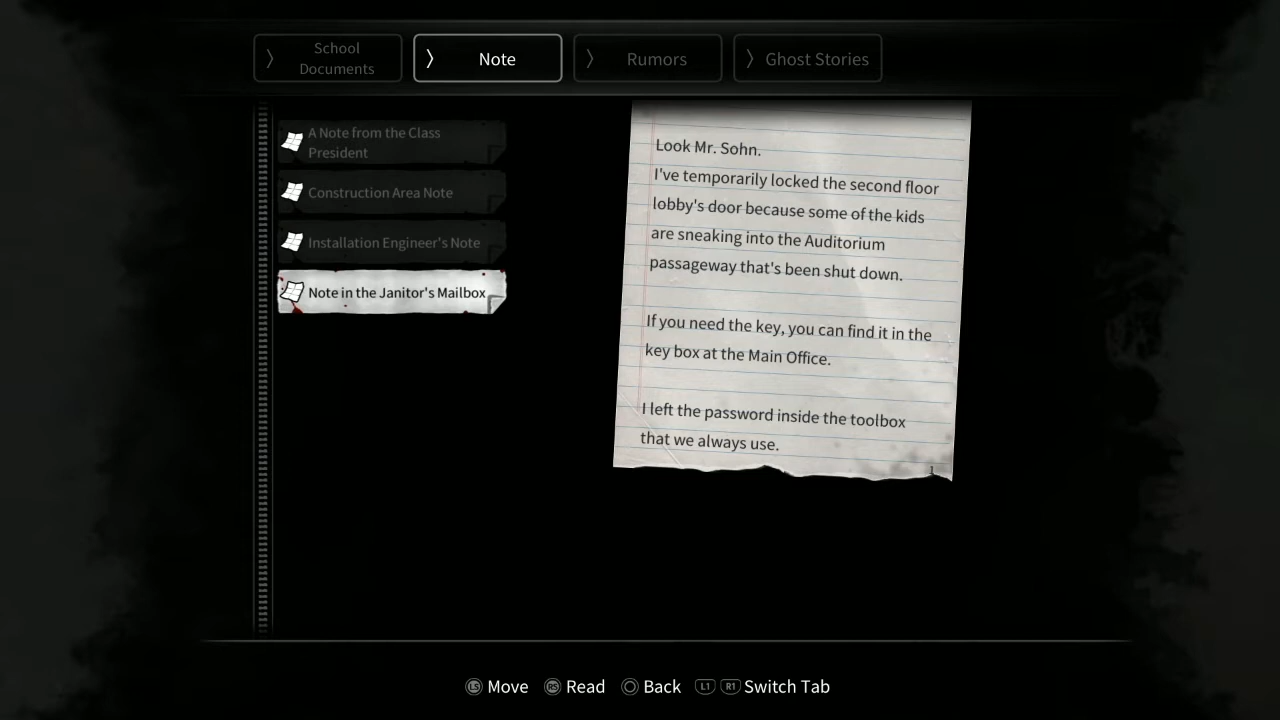 School
Documents
Note
Rumors
Ghost Stories
A Note from the Class
President
Construction Area Note
Installation Engineer's Note
Note in the Janitor's Mailbox
Look Mr. Sohn.
I've temporarily locked the second floor
lobby's door because some of the kids
are sneaking into the Auditorium
passageway that's been shut down.
If you need the key, you can find it in the
key box at the Main Office.
I left the password inside the toolbox
that we always use.
1
LS Move RS Read Back L1 R1 Switch Tab